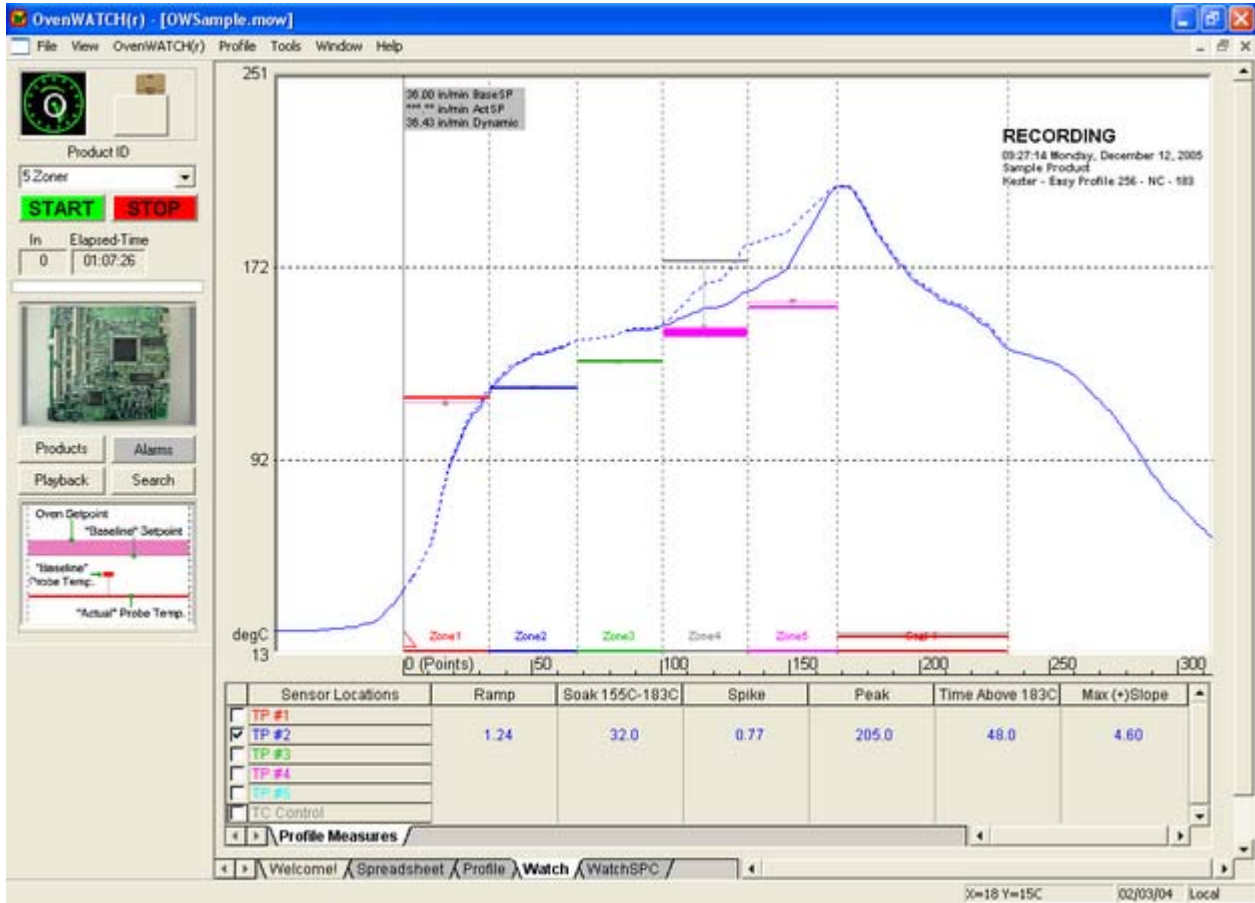 OvenWATCH(r) - [OWSample.mow]
File View OvenWATCH(r) Profile Tools Window Help
Product ID
5 Zoner
START STOP
In Elapsed-Time
0 01:07:26
Products Alarms
Playback Search
Oven Setpoint
"Baseline" Setpoint
"Baseline"
Probe Temp.
"Actual" Probe Temp.
251
172
92
degC
13
36.00 in/min BaseSP
***.** in/min ActSP
36.43 in/min Dynamic
RECORDING
09:27:14 Monday, December 12, 2005
Sample Product
Kester - Easy Profile 256 - NC - 183
Zone1 Zone2 Zone3 Zone4 Zone5
0 (Points) 50 100 150 200 250 300
Sensor Locations Ramp Soak 155C-183C Spike Peak Time Above 183C Max (+)Slope
TP #1
TP #2 1.24 32.0 0.77 205.0 48.0 4.60
TP #3
TP #4
TP #5
TC Control
Profile Measures
Welcome! Spreadsheet Profile Watch WatchSPC
X=18 Y=15C 02/03/04 Local